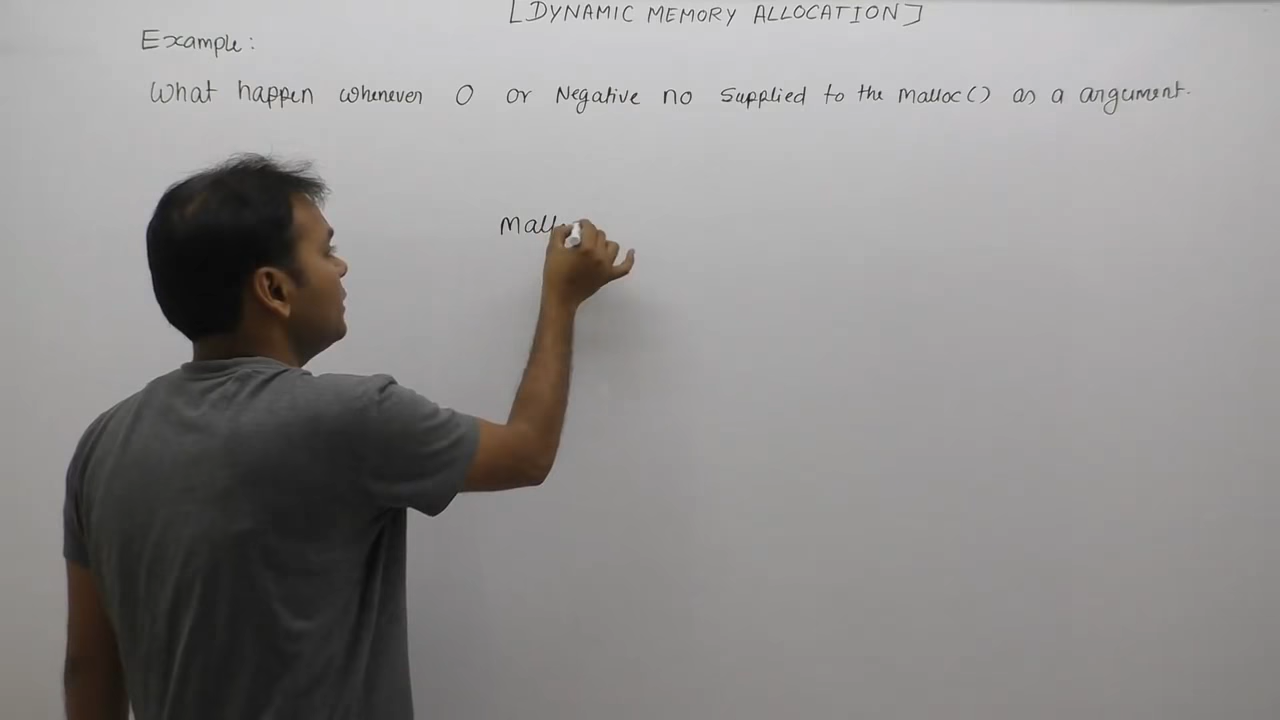 [DYNAMIC MEMORY ALLOCATION]
Example:
What happen whenever 0 or Negative no supplied to the malloc() as a argument.
Mall